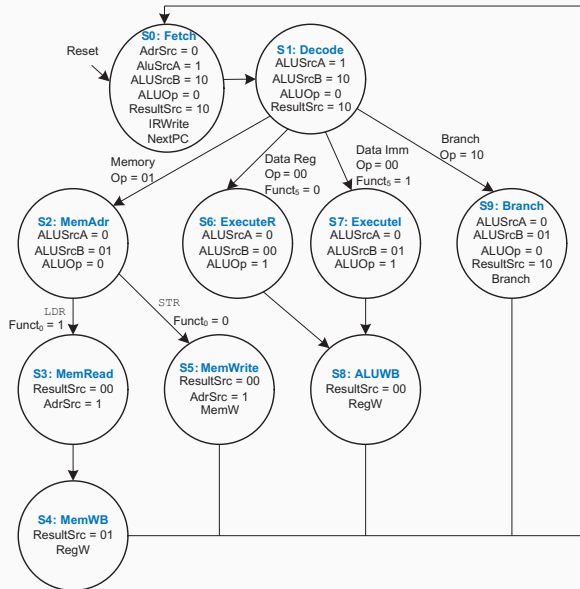 Reset
S0: Fetch
AdrSrc = 0
AluSrcA = 1
ALUSrcB = 10
ALUOp = 0
ResultSrc = 10
IRWrite
NextPC
S1: Decode
ALUSrcA = 1
ALUSrcB = 10
ALUOp = 0
ResultSrc = 10
Memory
Op = 01
Data Reg
Op = 00
Funct₅ = 0
Data Imm
Op = 00
Funct₅ = 1
Branch
Op = 10
S2: MemAdr
ALUSrcA = 0
ALUSrcB = 01
ALUOp = 0
S6: ExecuteR
ALUSrcA = 0
ALUSrcB = 00
ALUOp = 1
S7: ExecuteI
ALUSrcA = 0
ALUSrcB = 01
ALUOp = 1
S9: Branch
ALUSrcA = 0
ALUSrcB = 01
ALUOp = 0
ResultSrc = 10
Branch
LDR
Funct₀ = 1
STR
Funct₀ = 0
S3: MemRead
ResultSrc = 00
AdrSrc = 1
S5: MemWrite
ResultSrc = 00
AdrSrc = 1
MemW
S8: ALUWB
ResultSrc = 00
RegW
S4: MemWB
ResultSrc = 01
RegW